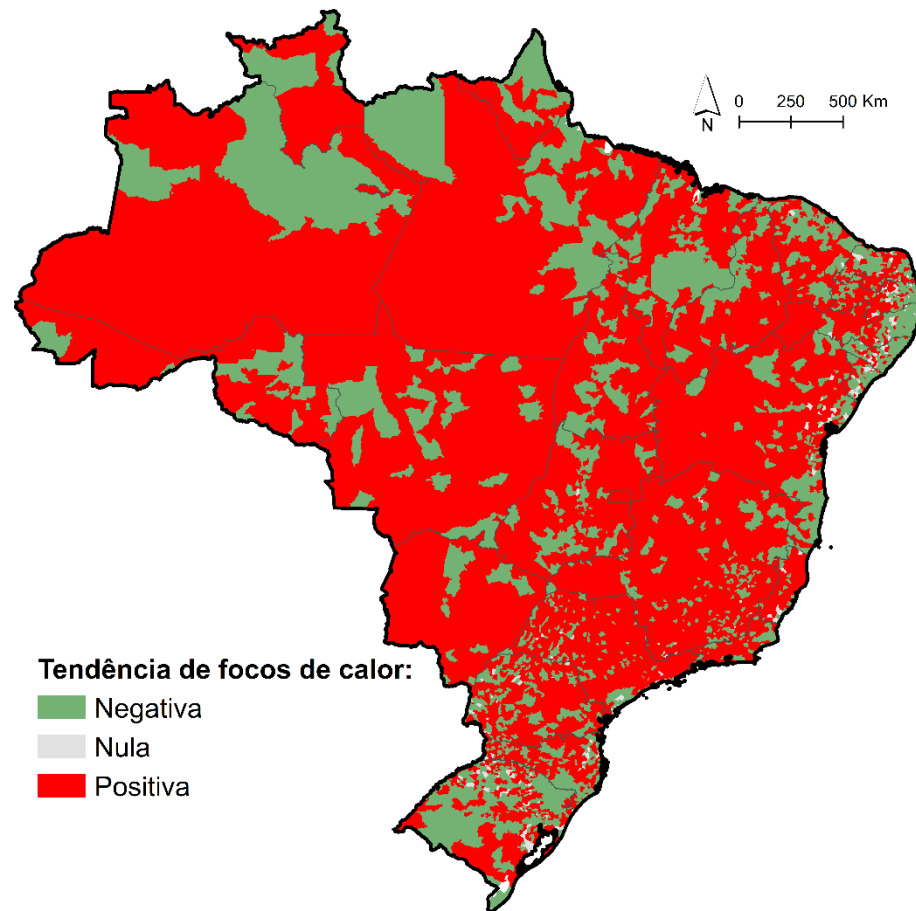 0 250 500 Km
N
Tendência de focos de calor:
Negativa
Nula
Positiva